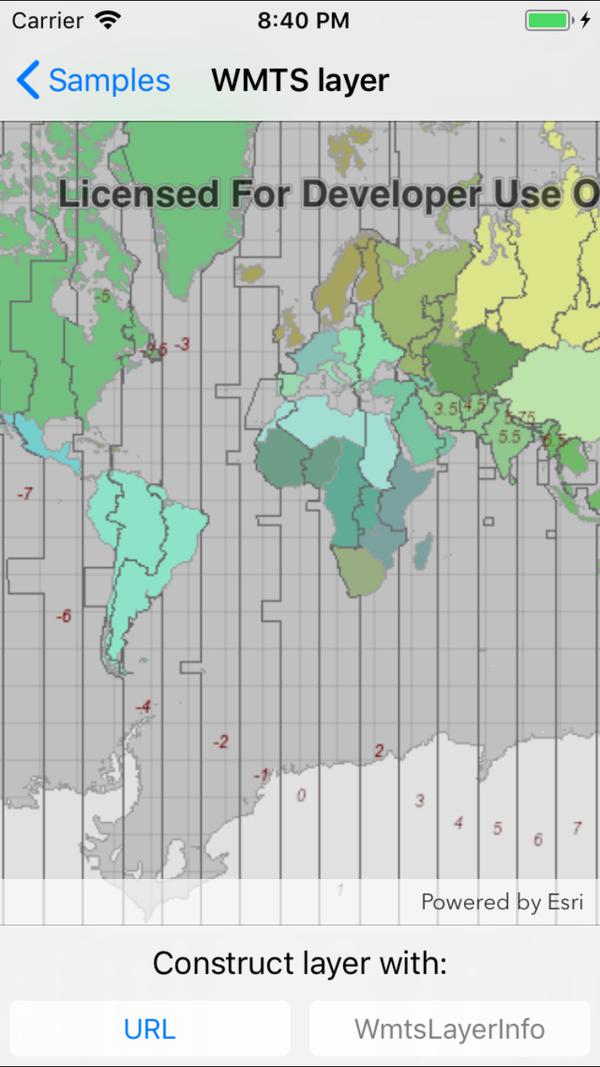 Carrier 8:40 PM
Samples WMTS layer
Licensed For Developer Use O
-5
-3
3.5 4.5 5.75
5.5 6.5
-7
-6
-4
-2
2
-1
0
3
4
5
6
7
1
Powered by Esri
Construct layer with:
URL WmtsLayerInfo